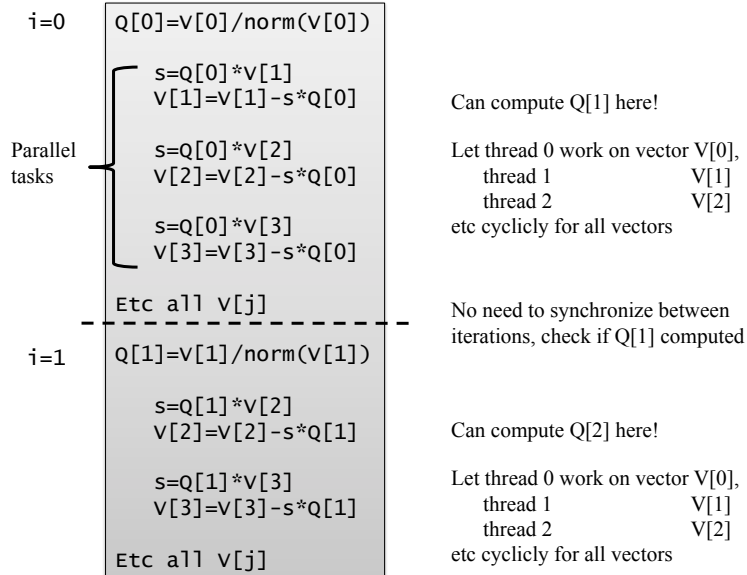 i=0
Q[0]=V[0]/norm(V[0])
s=Q[0]*V[1]
V[1]=V[1]-s*Q[0]
Can compute Q[1] here!
Parallel
tasks
s=Q[0]*V[2]
V[2]=V[2]-s*Q[0]
Let thread 0 work on vector V[0],
thread 1 V[1]
thread 2 V[2]
etc cyclicly for all vectors
s=Q[0]*V[3]
V[3]=V[3]-s*Q[0]
Etc all V[j]
No need to synchronize between
iterations, check if Q[1] computed
i=1
Q[1]=V[1]/norm(V[1])
s=Q[1]*V[2]
V[2]=V[2]-s*Q[1]
Can compute Q[2] here!
s=Q[1]*V[3]
V[3]=V[3]-s*Q[1]
Let thread 0 work on vector V[0],
thread 1 V[1]
thread 2 V[2]
etc cyclicly for all vectors
Etc all V[j]